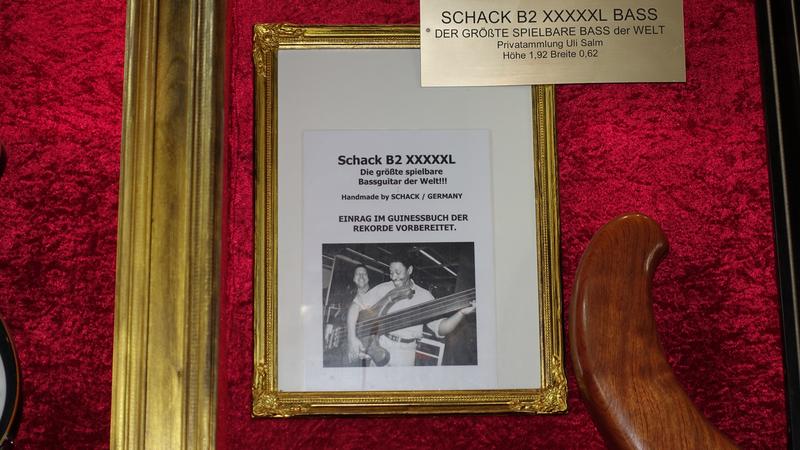 SCHACK B2 XXXXXL BASS
DER GRÖßTE SPIELBARE BASS der WELT
Privatammlung Uli Salm
Höhe 1,92 Breite 0,62
Schack B2 XXXXXL
Die größte spielbare
Bassguitar der Welt!!!
Handmade by SCHACK / GERMANY
EINRAG IM GUINESSBUCH DER
REKORDE VORBEREITET.